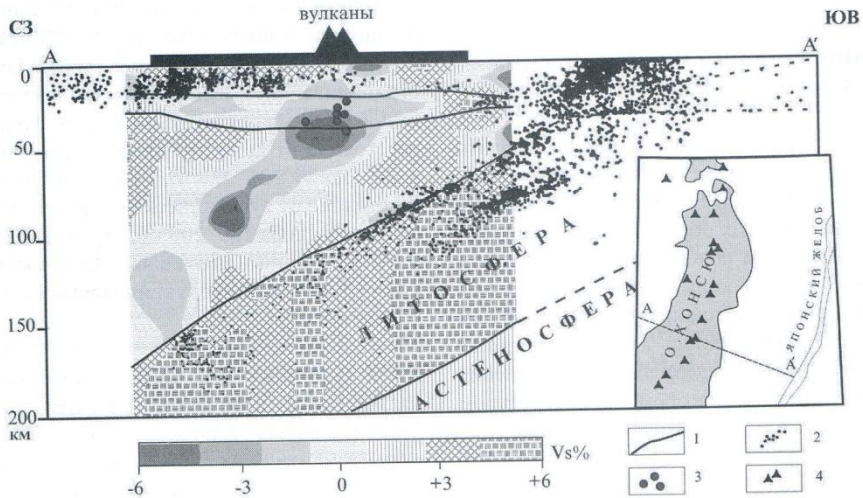 вулканы
СЗ
ЮВ
А
А'
0
50
100
150
200
км
ЛИТОСФЕРА
АСТЕНОСФЕРА
А
А'
О. ХОНСЮ
ЯПОНСКИЙ ЖЕЛОБ
Vs%
-6 -3 0 +3 +6
1
2
3
4